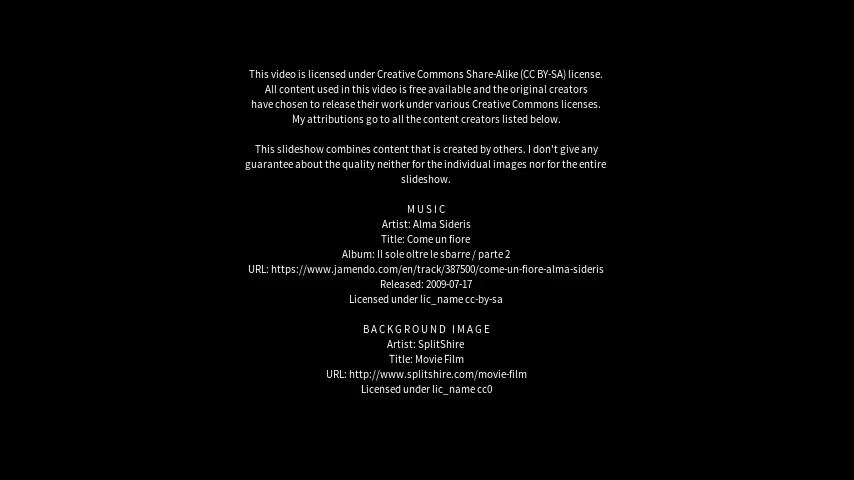 This video is licensed under Creative Commons Share-Alike (CC BY-SA) license.
All content used in this video is free available and the original creators
have chosen to release their work under various Creative Commons licenses.
My attributions go to all the content creators listed below.
This slideshow combines content that is created by others. I don't give any
guarantee about the quality neither for the individual images nor for the entire
slideshow.
MUSIC
Artist: Alma Sideris
Title: Come un fiore
Album: Il sole oltre le sbarre / parte 2
URL: https://www.jamendo.com/en/track/387500/come-un-fiore-alma-sideris
Released: 2009-07-17
Licensed under lic_name cc-by-sa
BACKGROUND IMAGE
Artist: SplitShire
Title: Movie Film
URL: http://www.splitshire.com/movie-film
Licensed under lic_name cc0